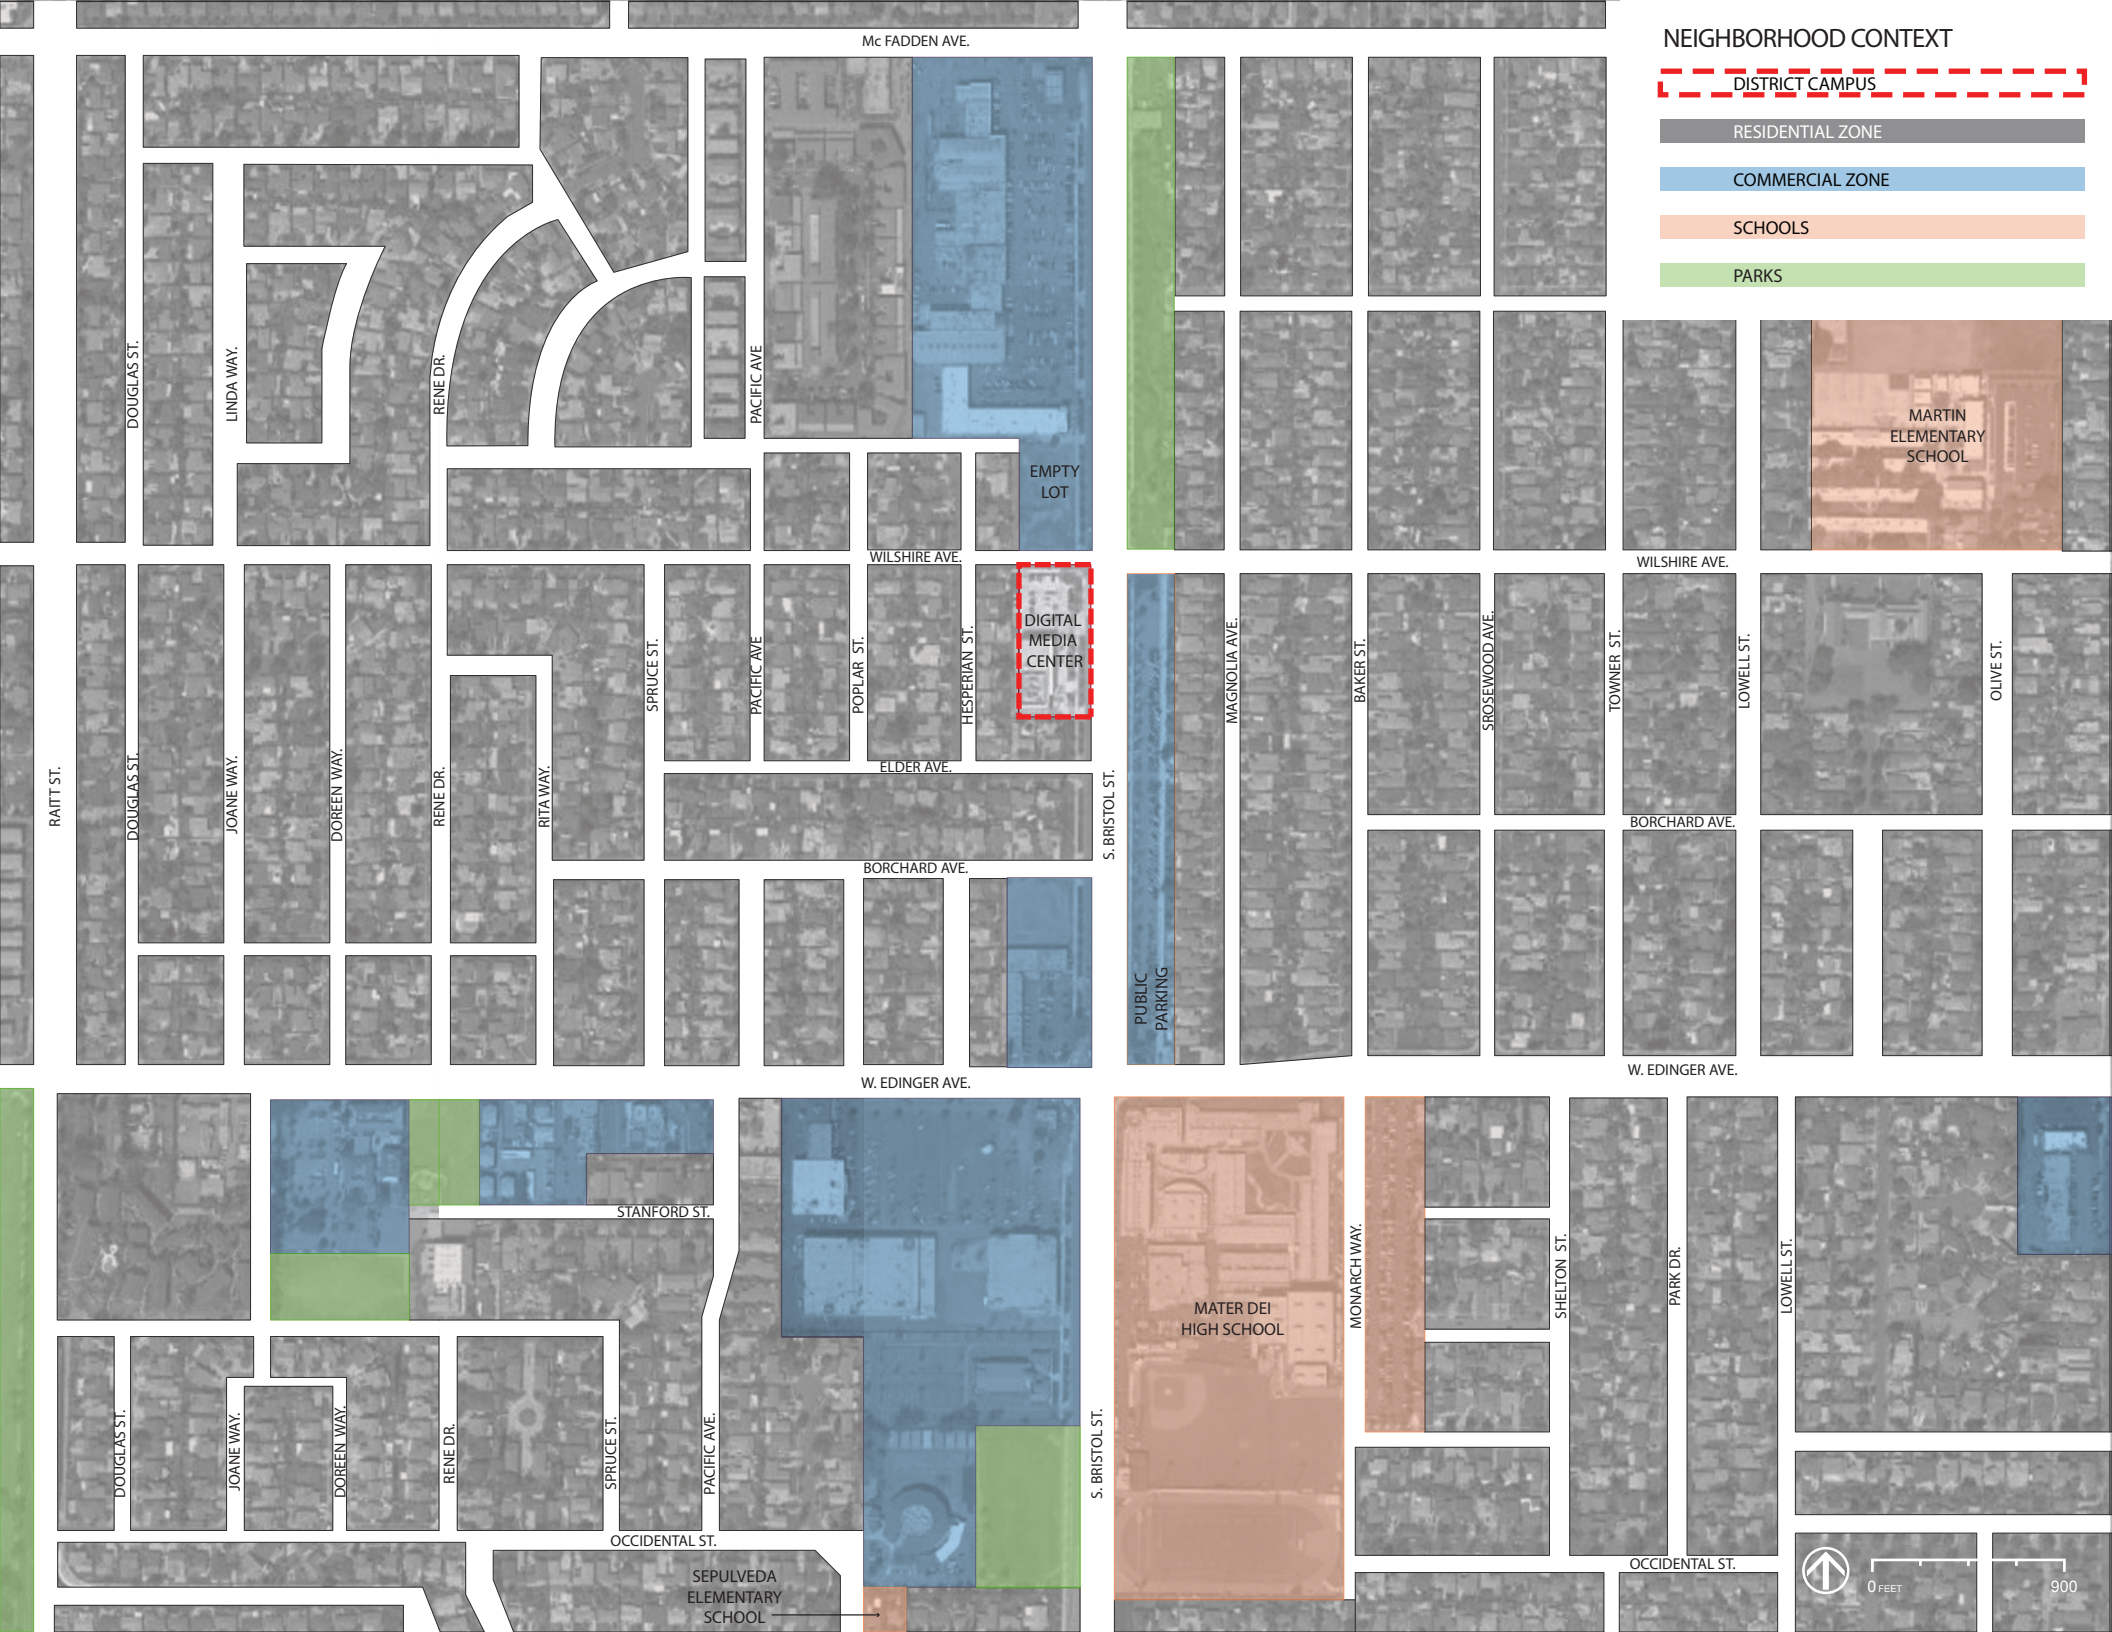 Mc FADDEN AVE.
NEIGHBORHOOD CONTEXT
DISTRICT CAMPUS
RESIDENTIAL ZONE
COMMERCIAL ZONE
SCHOOLS
PARKS
DOUGLAS ST.
LINDA WAY.
RENE DR.
PACIFIC AVE
EMPTY
LOT
MARTIN
ELEMENTARY
SCHOOL
WILSHIRE AVE.
WILSHIRE AVE.
DIGITAL
MEDIA
CENTER
SPRUCE ST.
PACIFIC AVE
POPLAR ST.
HESPERIAN ST.
MAGNOLIA AVE.
BAKER ST.
SROSEWOOD AVE.
TOWNER ST.
LOWELL ST.
OLIVE ST.
RAITT ST.
DOUGLAS ST.
JOANE WAY.
DOREEN WAY.
RENE DR.
RITA WAY.
ELDER AVE.
S. BRISTOL ST.
BORCHARD AVE.
BORCHARD AVE.
PUBLIC
PARKING
W. EDINGER AVE.
W. EDINGER AVE.
STANFORD ST.
MATER DEI
HIGH SCHOOL
MONARCH WAY.
SHELTON ST.
PARK DR.
LOWELL ST.
DOUGLAS ST.
JOANE WAY.
DOREEN WAY.
RENE DR.
SPRUCE ST.
PACIFIC AVE.
S. BRISTOL ST.
OCCIDENTAL ST.
OCCIDENTAL ST.
SEPULVEDA
ELEMENTARY
SCHOOL
0 FEET
900